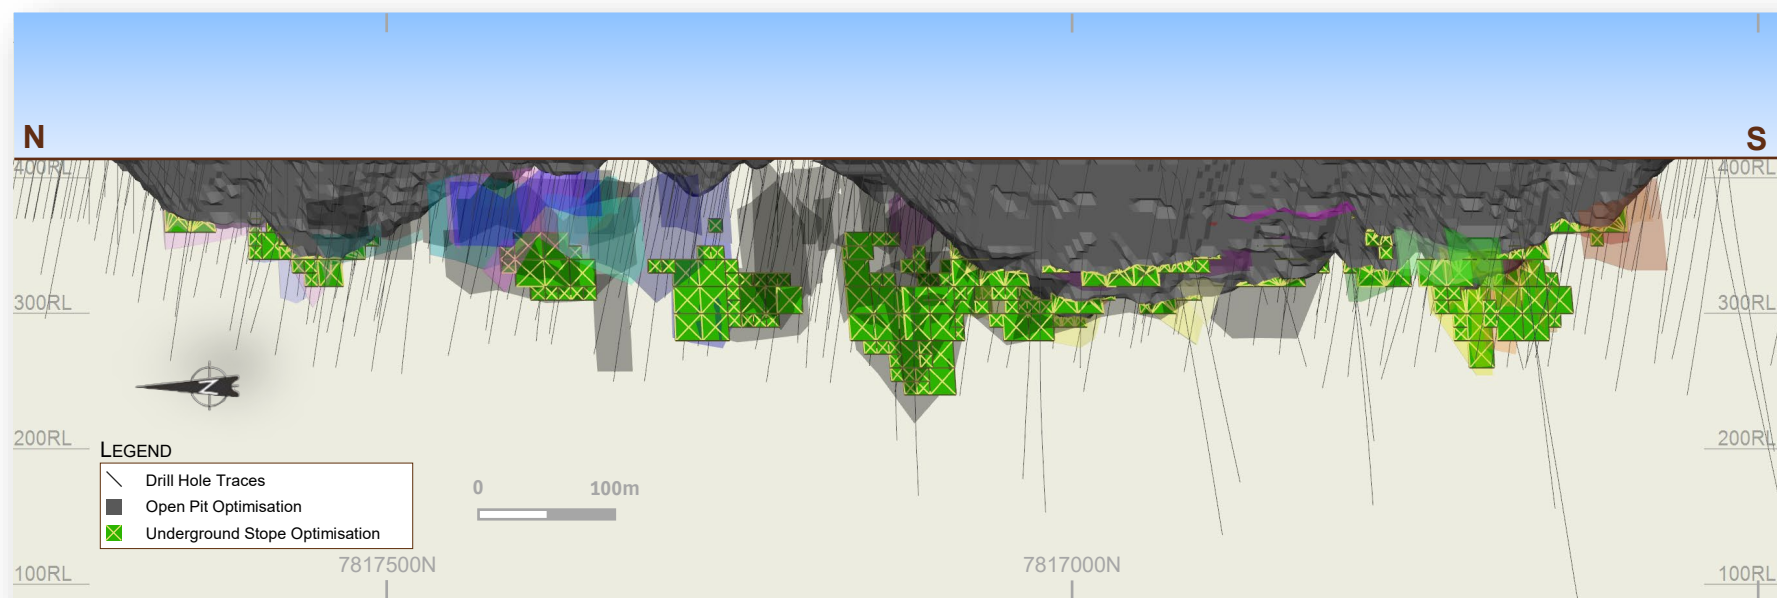 N
S
400RL
400RL
300RL
300RL
Z
200RL
200RL
LEGEND
Drill Hole Traces
Open Pit Optimisation
Underground Stope Optimisation
0
100m
7817500N
7817000N
100RL
100RL